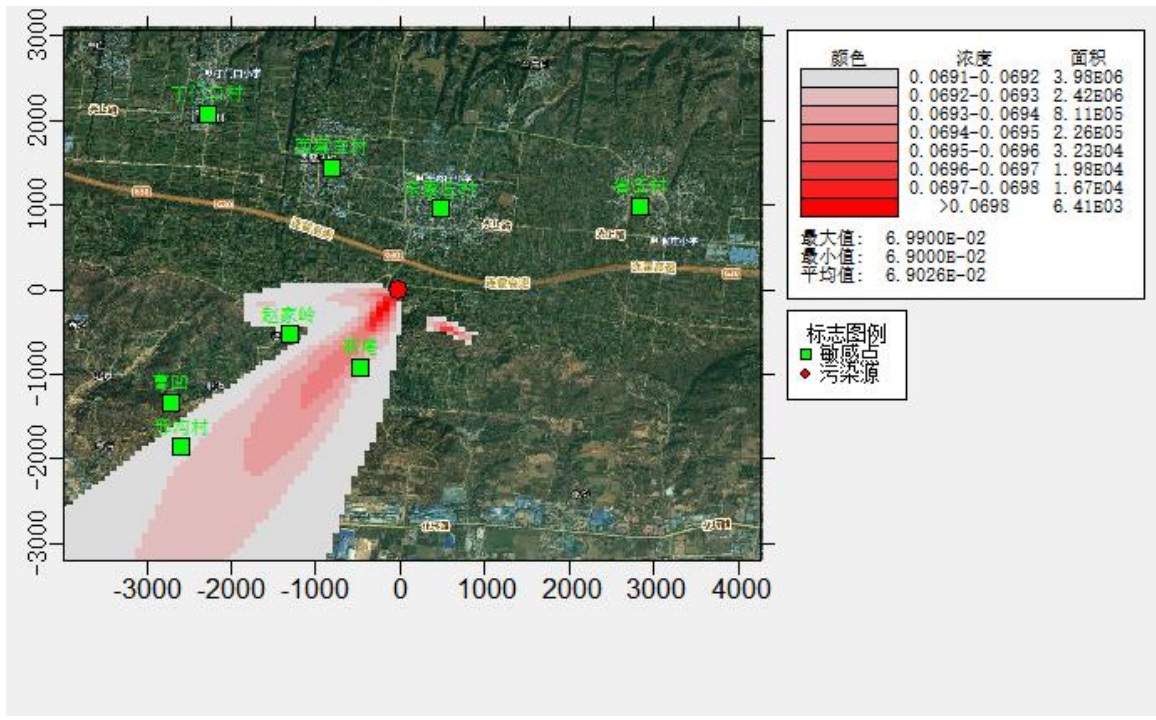 颜色 浓度 面积
0.0691-0.0692 3.98E06
0.0692-0.0693 2.42E06
0.0693-0.0694 8.11E05
0.0694-0.0695 2.26E05
0.0695-0.0696 3.23E04
0.0696-0.0697 1.98E04
0.0697-0.0698 1.67E04
>0.0698 6.41E03
最大值: 6.9900E-02
最小值: 6.9000E-02
平均值: 6.9026E-02
标志图例
敏感点
污染源
3000
2000
1000
0
-1000
-2000
-3000
-3000 -2000 -1000 0 1000 2000 3000 4000
赵家岭
连霍高速